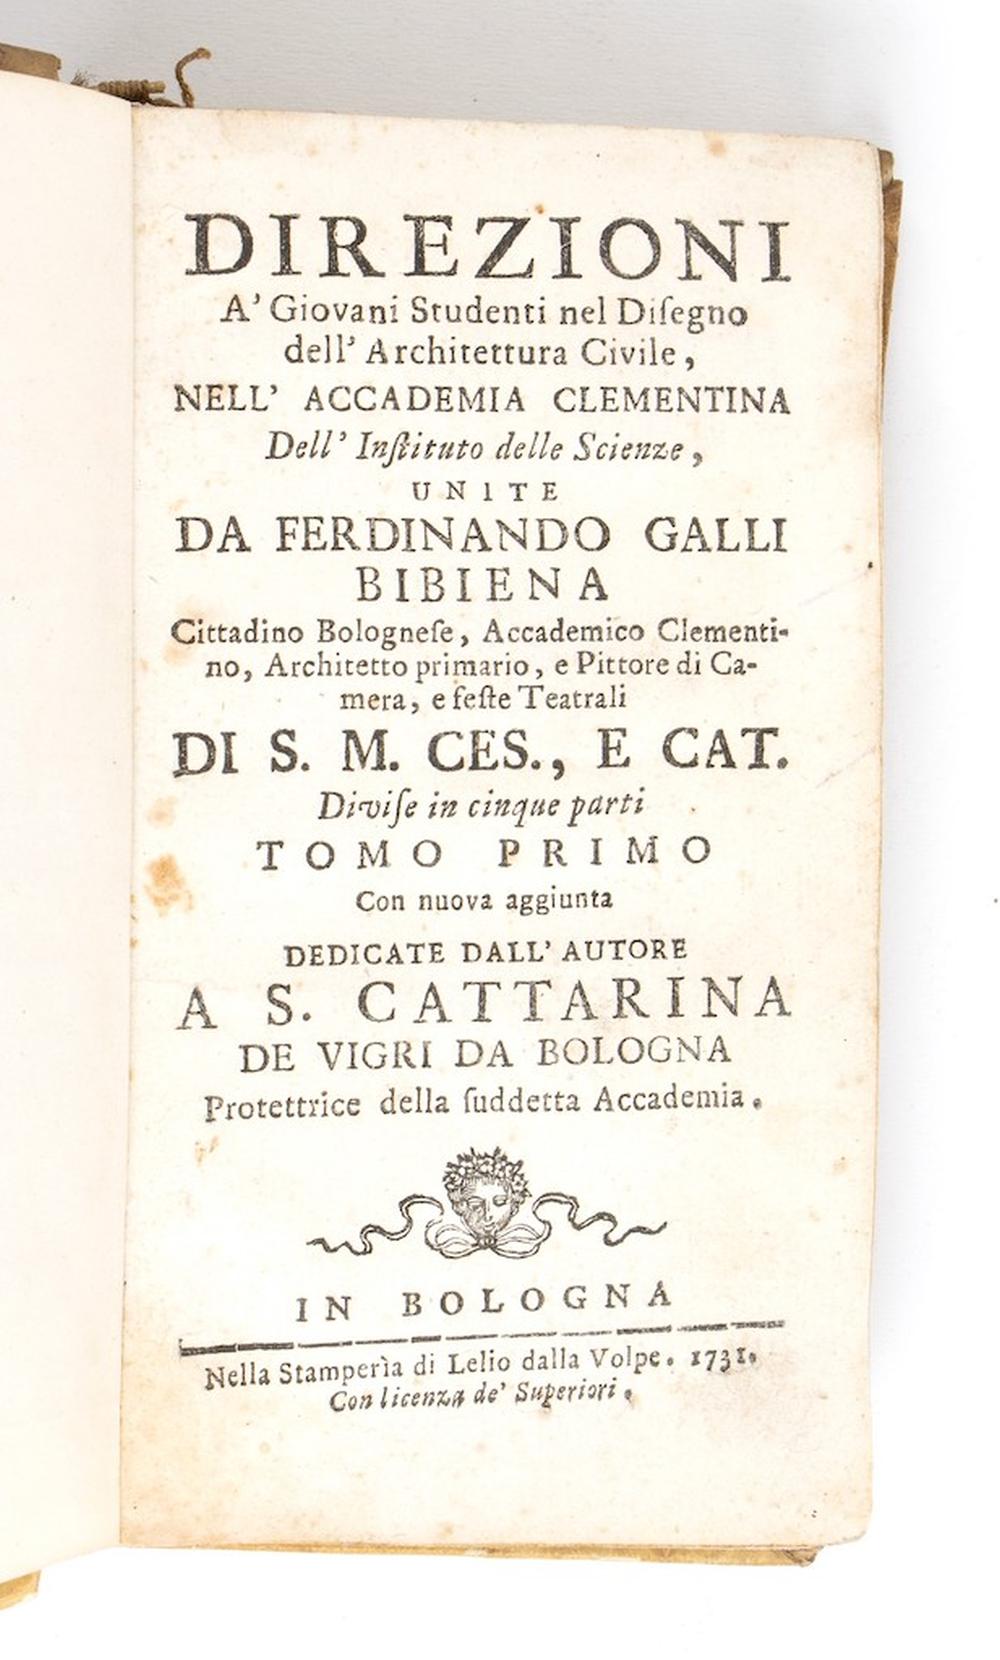 DIREZIONI
A' Giovani Studenti nel Diſegno
dell' Architettura Civile,
NELL' ACCADEMIA CLEMENTINA
Dell' Inſtituto delle Scienze,
UNITE
DA FERDINANDO GALLI
BIBIENA
Cittadino Bologneſe, Accademico Clementi-
no, Architetto primario, e Pittore di Ca-
mera, e feſte Teatrali
DI S. M. CES., E CAT.
Diviſe in cinque parti
TOMO PRIMO
Con nuova aggiunta
DEDICATE DALL' AUTORE
A S. CATTARINA
DE VIGRI DA BOLOGNA
Protettrice della ſuddetta Accademia.
IN BOLOGNA
Nella Stamperìa di Lelio dalla Volpe. 1731.
Con licenza de' Superiori.